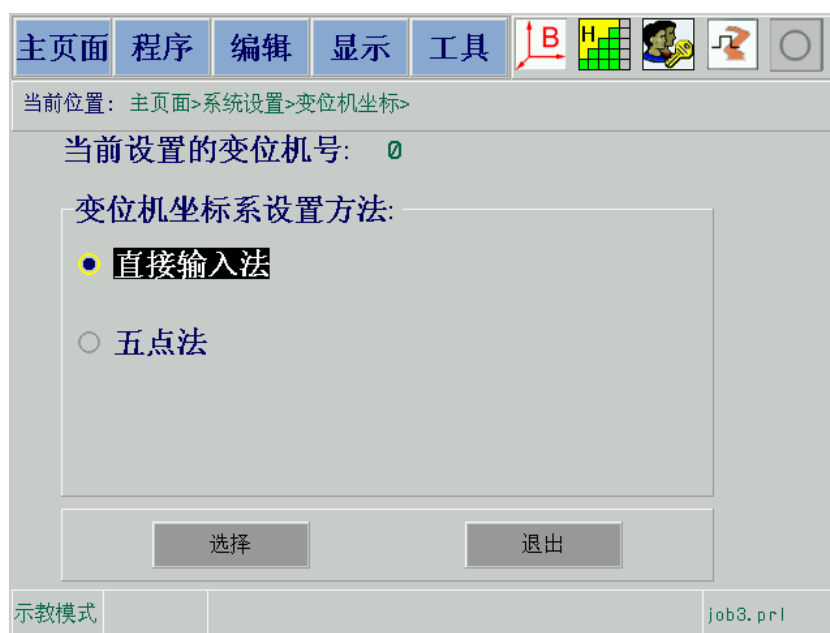 主页面 程序 编辑 显示 工具 B H
当前位置: 主页面>系统设置>变位机坐标>
当前设置的变位机号: 0
变位机坐标系设置方法:
直接输入法
五点法
选择 退出
示教模式 job3.prl